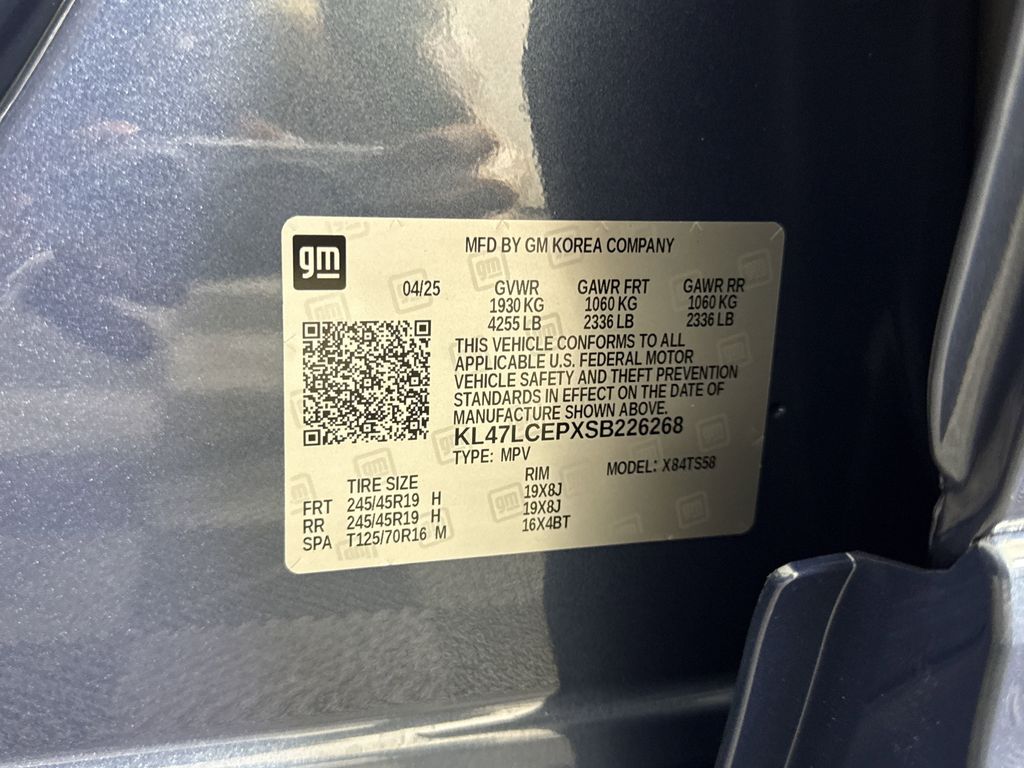 gm
MFD BY GM KOREA COMPANY
04/25 GVWR GAWR FRT GAWR RR
1930 KG 1060 KG 1060 KG
4255 LB 2336 LB 2336 LB
THIS VEHICLE CONFORMS TO ALL
APPLICABLE U.S. FEDERAL MOTOR
VEHICLE SAFETY AND THEFT PREVENTION
STANDARDS IN EFFECT ON THE DATE OF
MANUFACTURE SHOWN ABOVE.
KL47LCEPXSB226268
TYPE: MPV MODEL: X84TS58
TIRE SIZE RIM
FRT 245/45R19 H 19X8J
RR 245/45R19 H 19X8J
SPA T125/70R16 M 16X4BT